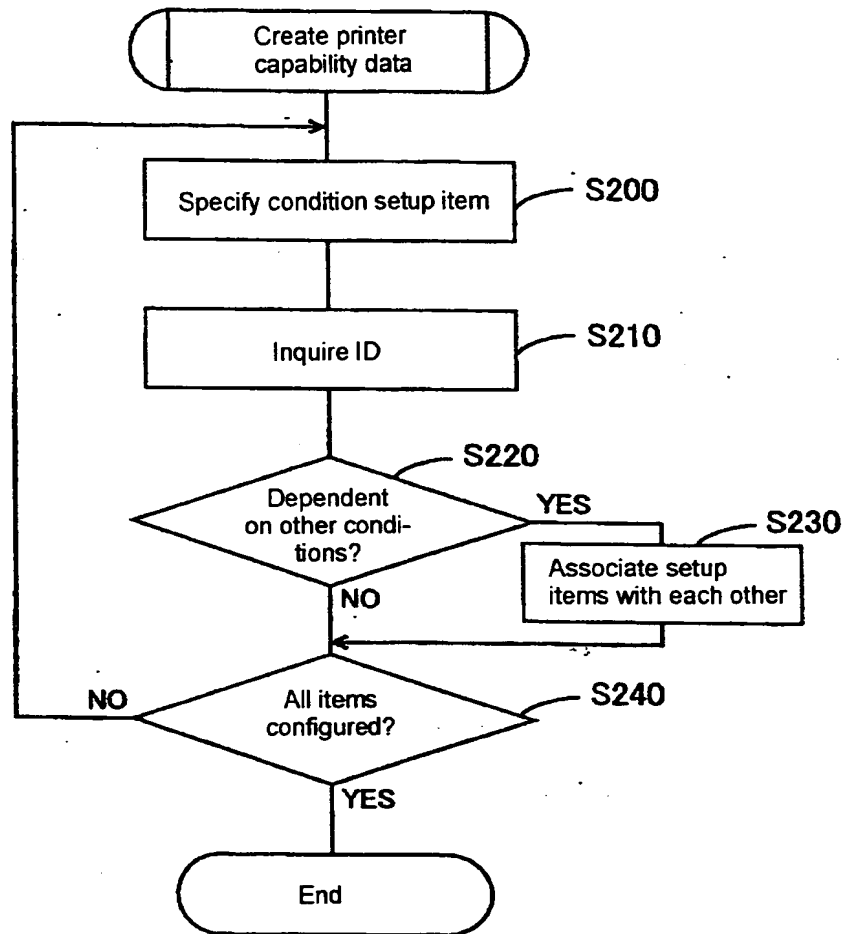 Create printer
capability data
Specify condition setup item
S200
Inquire ID
S210
S220
Dependent
on other condi-
tions?
YES
S230
Associate setup
items with each other
NO
All items
configured?
S240
NO
YES
End